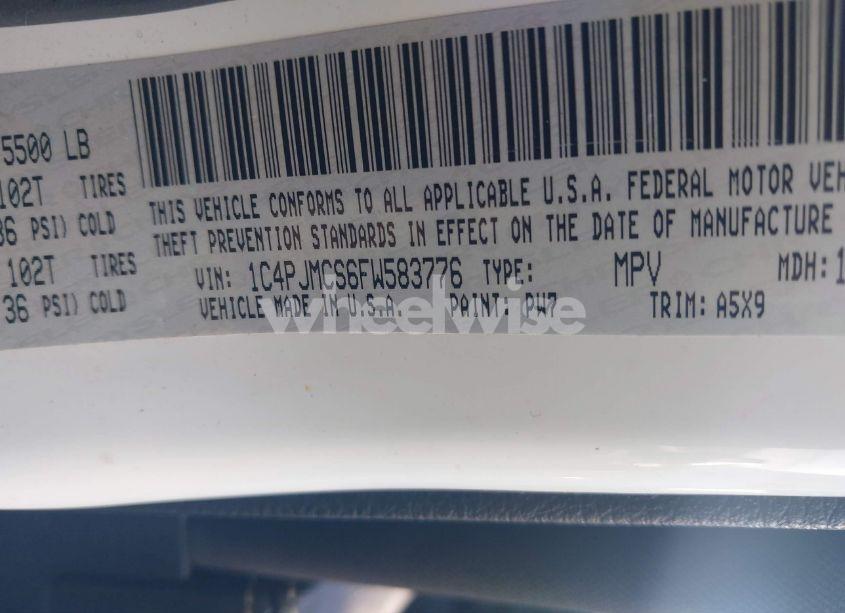 5500 LB
102T TIRES
36 PSI) COLD
102T TIRES
36 PSI) COLD
THIS VEHICLE CONFORMS TO ALL APPLICABLE U.S.A. FEDERAL MOTOR VEH
THEFT PREVENTION STANDARDS IN EFFECT ON THE DATE OF MANUFACTURE
VIN: 1C4PJMCS6FW583776 TYPE: MPV MDH: 1
VEHICLE MADE IN U.S.A. PAINT: PW7 TRIM: A5X9
wheelwise